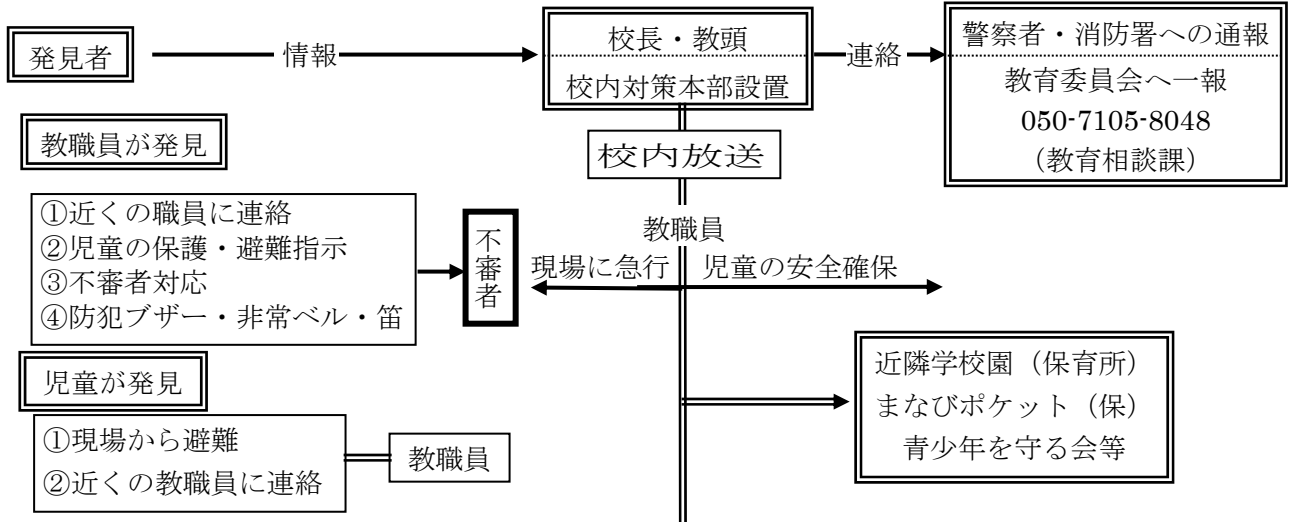 発見者
情報
校長・教頭
校内対策本部設置
連絡
警察者・消防署への通報
教育委員会へ一報
050-7105-8048
（教育相談課）
教職員が発見
校内放送
①近くの職員に連絡
②児童の保護・避難指示
③不審者対応
④防犯ブザー・非常ベル・笛
不審者
教職員
現場に急行
児童の安全確保
児童が発見
①現場から避難
②近くの教職員に連絡
教職員
近隣学校園（保育所）
まなびポケット（保）
青少年を守る会等